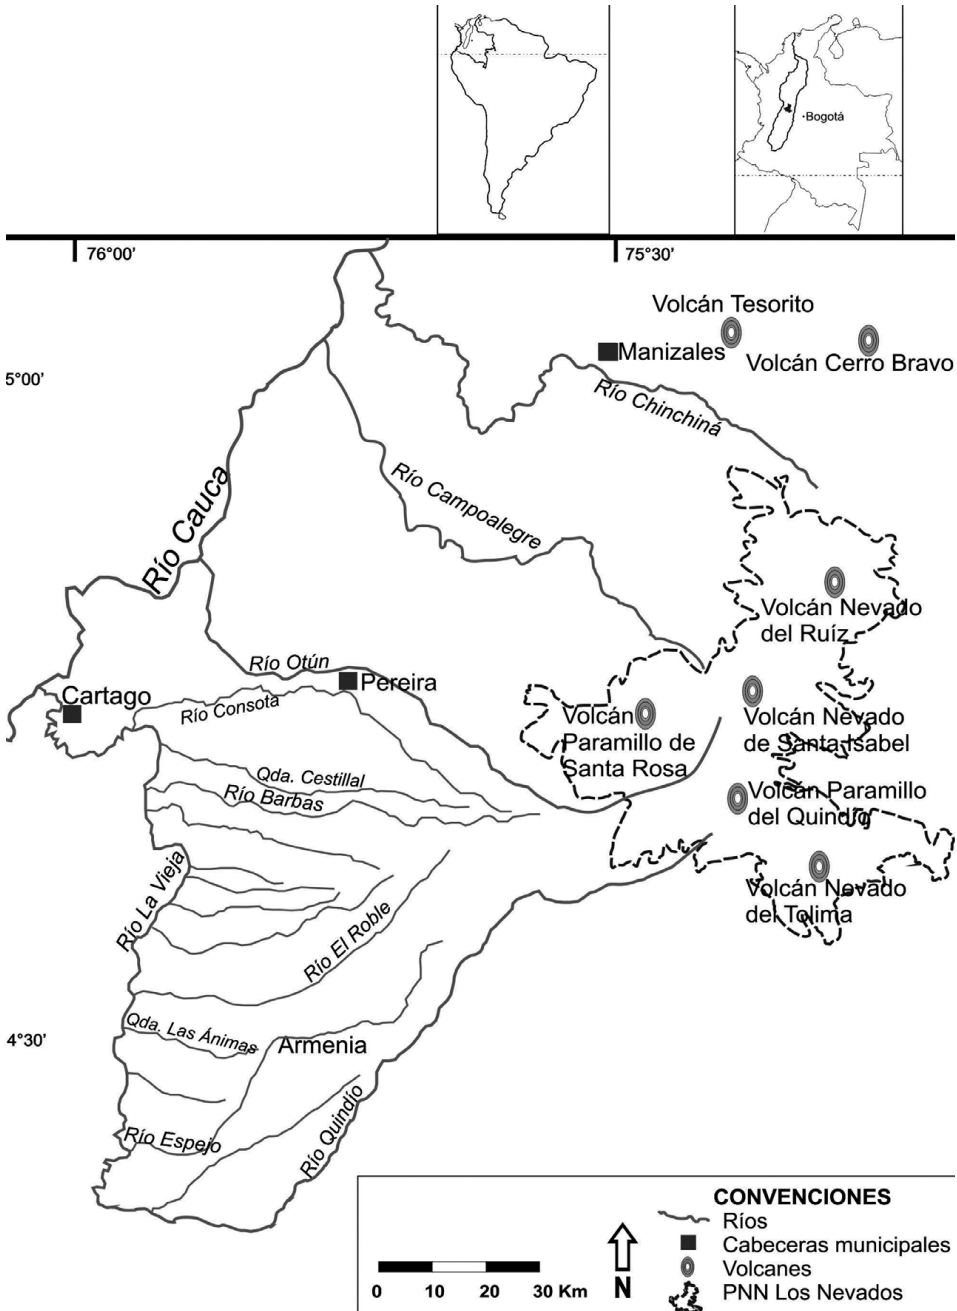 Bogotá
76°00'
75°30'
Volcán Tesorito
Manizales
Volcán Cerro Bravo
5°00'
Río Chinchiná
Río Cauca
Río Campoalegre
Volcán Nevado
del Ruíz
Río Otún
Pereira
Cartago
Río Consota
Volcán
Paramillo de
Santa Rosa
Volcán Nevado
de Santa Isabel
Qda. Cestillal
Río Barbas
Volcán Paramillo
del Quindío
Volcán Nevado
del Tolima
Río La Vieja
Río El Roble
Qda. Las Ánimas
4°30'
Armenia
Río Espejo
Río Quindío
CONVENCIONES
Ríos
Cabeceras municipales
Volcanes
PNN Los Nevados
N
0 10 20 30 Km